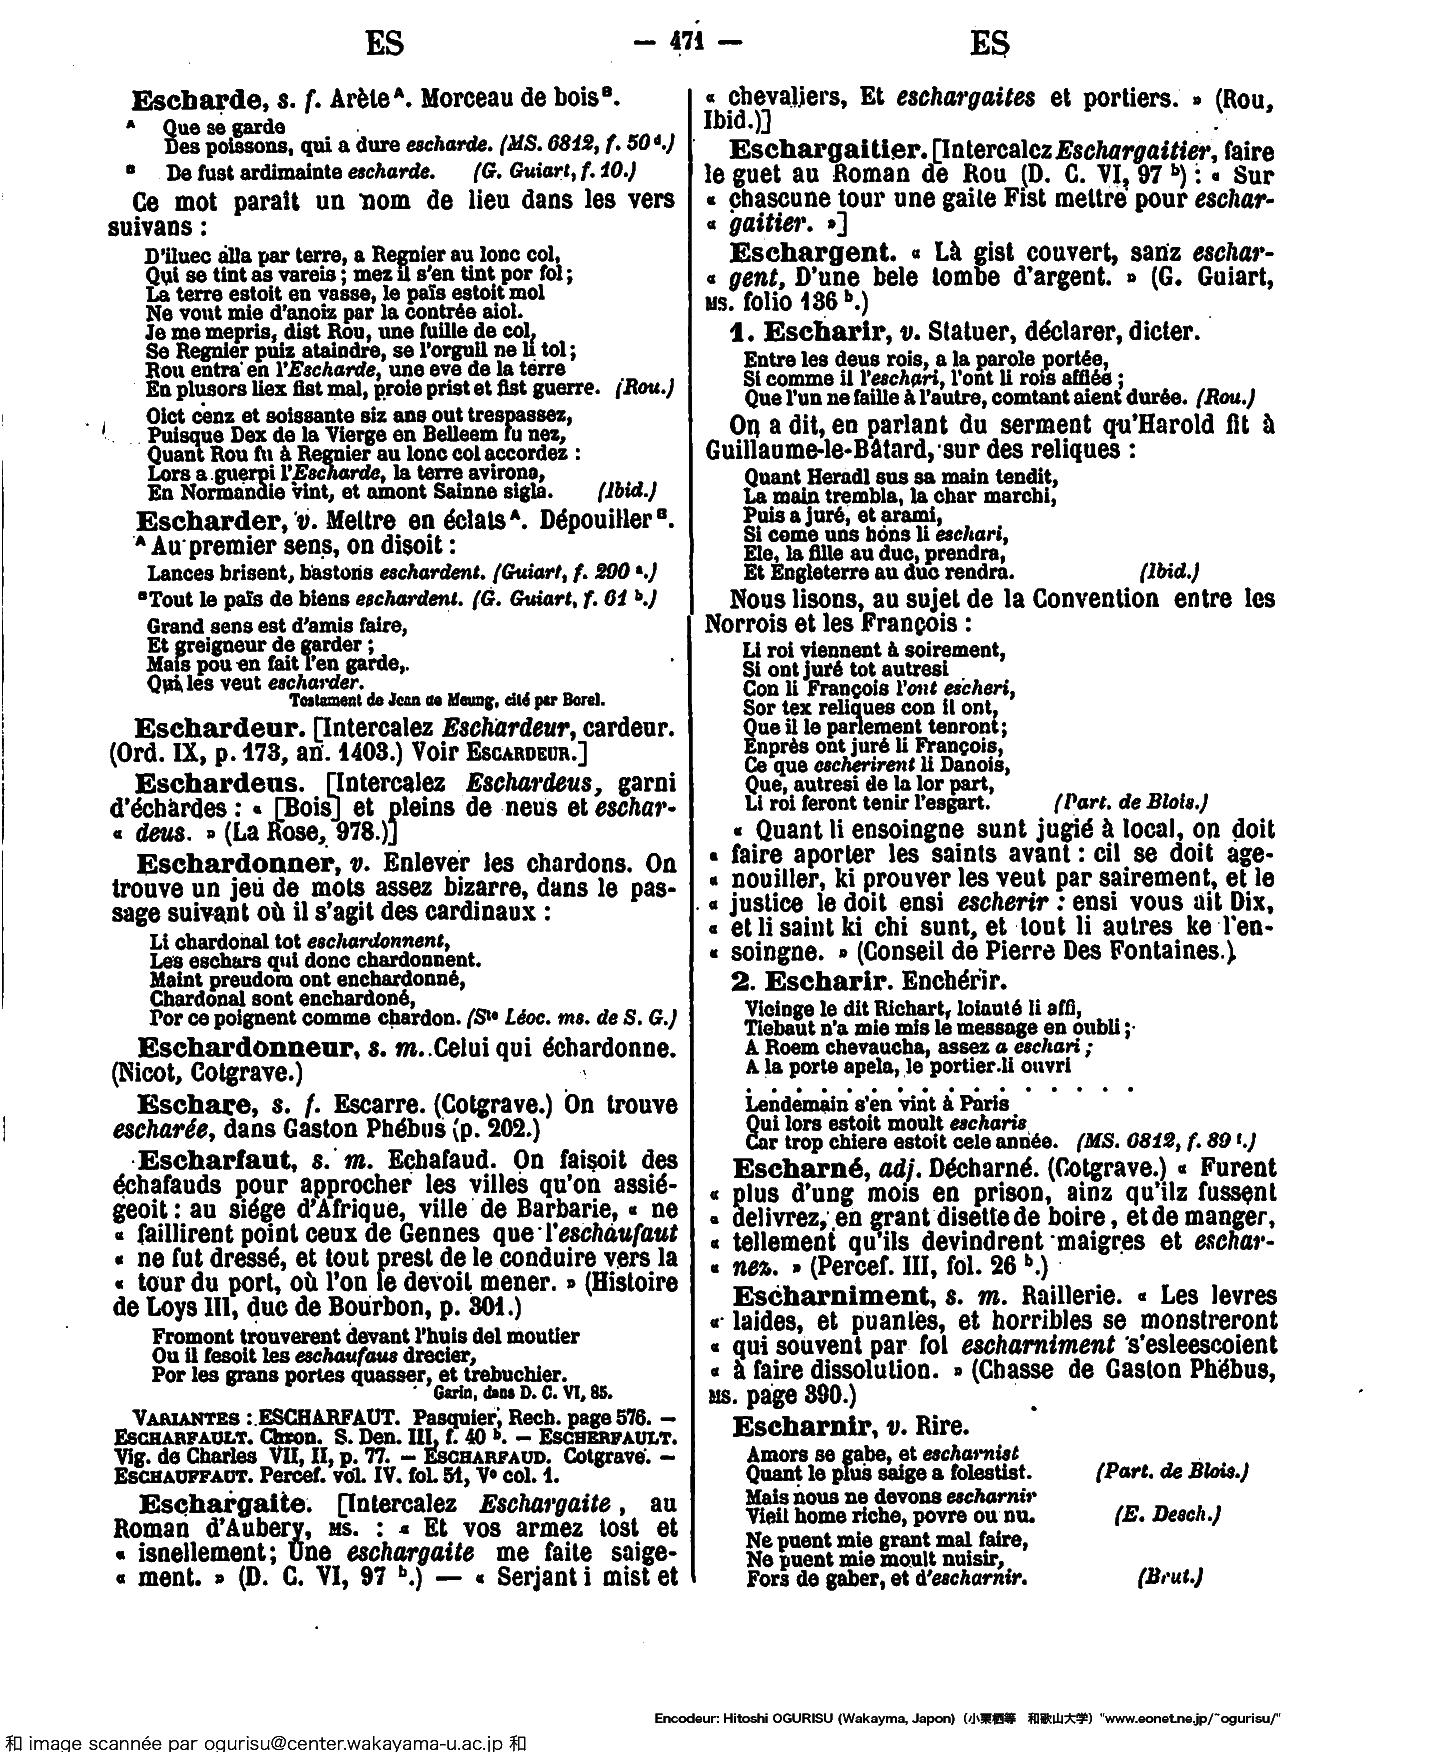 ES — 471 — ES
Escharde, s. f. Arète ᴬ. Morceau de bois ᴮ.
ᴬ Que se garde
Des poissons, qui a dure escharde. (MS. 6812, f. 50 ᵈ.)
ᴮ De fust ardimainte escharde. (G. Guiart, f. 10.)
Ce mot paraît un nom de lieu dans les vers
suivans :
D'iluec alla par terre, a Regnier au lonc col,
Qui se tint as vareis ; mez il s'en tint por fol ;
La terre estoit en vasse, le païs estoit mol
Ne vout mie d'anoiz par la contrée aiol.
Je me mepris, dist Rou, une fuille de col,
Se Regnier puiz ataindre, se l'orguil ne li tol ;
Rou entra en l'Escharde, une eve de la terre
En plusors liex fist mal, proie prist et fist guerre. (Rou.)
Oict cenz et soissante siz ans out trespassez,
Puisque Dex de la Vierge en Belleem fu nez,
Quant Rou fu à Regnier au lonc col accordez :
Lors a guerpi l'Escharde, la terre avirona,
En Normandie vint, et amont Sainne sigla. (Ibid.)
Escharder, v. Mettre en éclats ᴬ. Dépouiller ᴮ.
ᴬ Au premier sens, on disoit :
Lances brisent, bastons eschardent. (Guiart, f. 290 ᵃ.)
ᴮ Tout le païs de biens eschardent. (G. Guiart, f. 61 ᵇ.)
Grand sens est d'amis faire,
Et greigneur de garder ;
Mais pou en fait l'en garde,
Qui les veut escharder.
Testament de Jean de Meung, cité par Borel.
Eschardeur. [Intercalez Eschardeur, cardeur.
(Ord. IX, p. 173, an. 1403.) Voir ESCARDEUR.]
Eschardeus. [Intercalez Eschardeus, garni
d'échardes : « [Bois] et pleins de neus et eschar-
« deus. » (La Rose, 978.)]
Eschardonner, v. Enlever les chardons. On
trouve un jeu de mots assez bizarre, dans le pas-
sage suivant où il s'agit des cardinaux :
Li chardonal tot eschardonnent,
Les eschars qui donc chardonnent.
Maint preudom ont enchardonné,
Chardonal sont enchardoné,
Por ce poignent comme chardon. (Sᵗᵉ Léoc. ms. de S. G.)
Eschardonneur, s. m. Celui qui échardonne.
(Nicot, Cotgrave.)
Eschare, s. f. Escarre. (Cotgrave.) On trouve
escharée, dans Gaston Phébus (p. 202.)
Escharfaut, s. m. Echafaud. On faisoit des
échafauds pour approcher les villes qu'on assié-
geoit : au siége d'Afrique, ville de Barbarie, « ne
« faillirent point ceux de Gennes que l'eschaufaut
« ne fut dressé, et tout prest de le conduire vers la
« tour du port, où l'on le devoit mener. » (Histoire
de Loys III, duc de Bourbon, p. 301.)
Fromont trouverent devant l'huis del moutier
Ou il fesoit les eschaufaus drecier,
Por les grans portes quasser, et trebuchier.
Garin, dans D. C. VI, 85.
VARIANTES : ESCHARFAUT. Pasquier, Rech. page 576. —
ESCHARFAULT. Chron. S. Den. III, f. 40 ᵇ. — ESCHERFAULT.
Vig. de Charles VII, II, p. 77. — ESCHARFAUD. Cotgrave. —
ESCHAUFFAUT. Percef. vol. IV. fol. 51, Vº col. 1.
Eschargaite. [Intercalez Eschargaite, au
Roman d'Aubery, MS. : « Et vos armez tost et
« isnellement ; Une eschargaite me faite saige-
« ment. » (D. C. VI, 97 ᵇ.) — « Serjant i mist et
« chevaliers, Et eschargaites et portiers. » (Rou,
Ibid.)]
Eschargaitier. [Intercalez Eschargaitier, faire
le guet au Roman de Rou (D. C. VI, 97 ᵇ) : « Sur
« chascune tour une gaite Fist mettre pour eschar-
« gaitier. »]
Eschargent. « Là gist couvert, sanz eschar-
« gent, D'une bele tombe d'argent. » (G. Guiart,
MS. folio 136 ᵇ.)
1. Escharir, v. Statuer, déclarer, dicter.
Entre les deus rois, a la parole portée,
Si comme il l'eschari, l'ont li rois affiée ;
Que l'un ne faille à l'autre, comtant aient durée. (Rou.)
On a dit, en parlant du serment qu'Harold fit à
Guillaume-le-Bâtard, sur des reliques :
Quant Heradl sus sa main tendit,
La main trembla, la char marchi,
Puis a juré, et arami,
Si come uns hons li eschari,
Ele, la fille au duc, prendra,
Et Engleterre au duc rendra. (Ibid.)
Nous lisons, au sujet de la Convention entre les
Norrois et les François :
Li roi viennent à soirement,
Si ont juré tot autresi
Con li François l'ont escheri,
Sor tex reliques con il ont,
Que il le parlement tenront ;
Enprès ont juré li François,
Ce que escherirent li Danois,
Que, autresi de la lor part,
Li roi feront tenir l'esgart. (Part. de Blois.)
« Quant li ensoingne sunt jugié à local, on doit
« faire aporter les saints avant : cil se doit age-
« nouiller, ki prouver les veut par sairement, et le
« justice le doit ensi escherir : ensi vous ait Dix,
« et li saint ki chi sunt, et tout li autres ke l'en-
« soingne. » (Conseil de Pierre Des Fontaines.)
2. Escharir. Enchérir.
Vicinge le dit Richart, loiauté li affi,
Tiebaut n'a mie mis le message en oubli ;
A Roem chevaucha, assez a eschari ;
A la porte apela, le portier li ouvri
. . . . . . . . . . . . . . . .
Lendemain s'en vint à Paris
Qui lors estoit moult escharis
Car trop chiere estoit cele année. (MS. 6812, f. 89 ᶠ.)
Escharné, adj. Décharné. (Cotgrave.) « Furent
« plus d'ung mois en prison, ainz qu'ilz fussent
« delivrez, en grant disette de boire, et de manger,
« tellement qu'ils devindrent maigres et eschar-
« nez. » (Percef. III, fol. 26 ᵇ.)
Escharniment, s. m. Raillerie. « Les levres
« laides, et puantes, et horribles se monstreront
« qui souvent par fol escharniment s'esleescoient
« à faire dissolution. » (Chasse de Gaston Phébus,
MS. page 390.)
Escharnir, v. Rire.
Amors se gabe, et escharnist
Quant le plus saige a folestist. (Part. de Blois.)
Mais nous ne devons escharnir
Vieil home riche, povre ou nu. (E. Desch.)
Ne puent mie grant mal faire,
Ne puent mie moult nuisir,
Fors de gaber, et d'escharnir. (Brut.)
Encodeur: Hitoshi OGURISU (Wakayma, Japon) (小栗栖等 和歌山大学) "www.eonet.ne.jp/~ogurisu/"
和 image scannée par ogurisu@center.wakayama-u.ac.jp 和